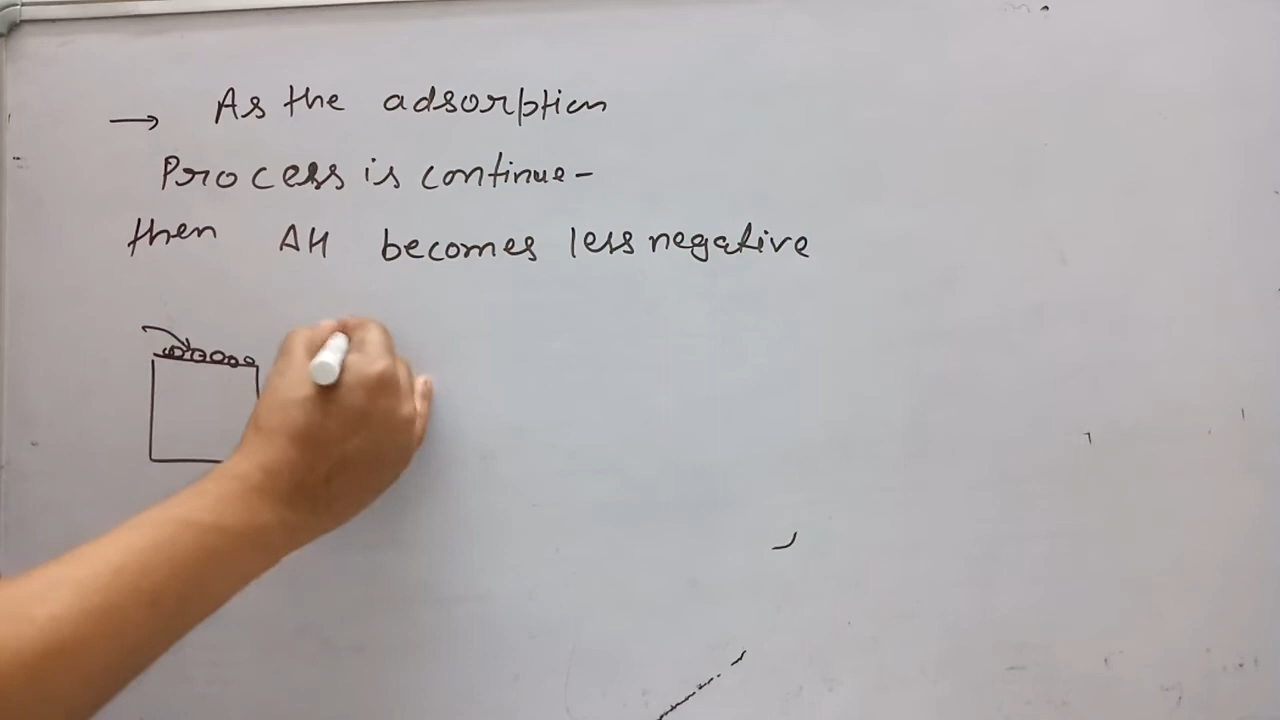 → As the adsorption
Process is continue-
then ΔH becomes less negative